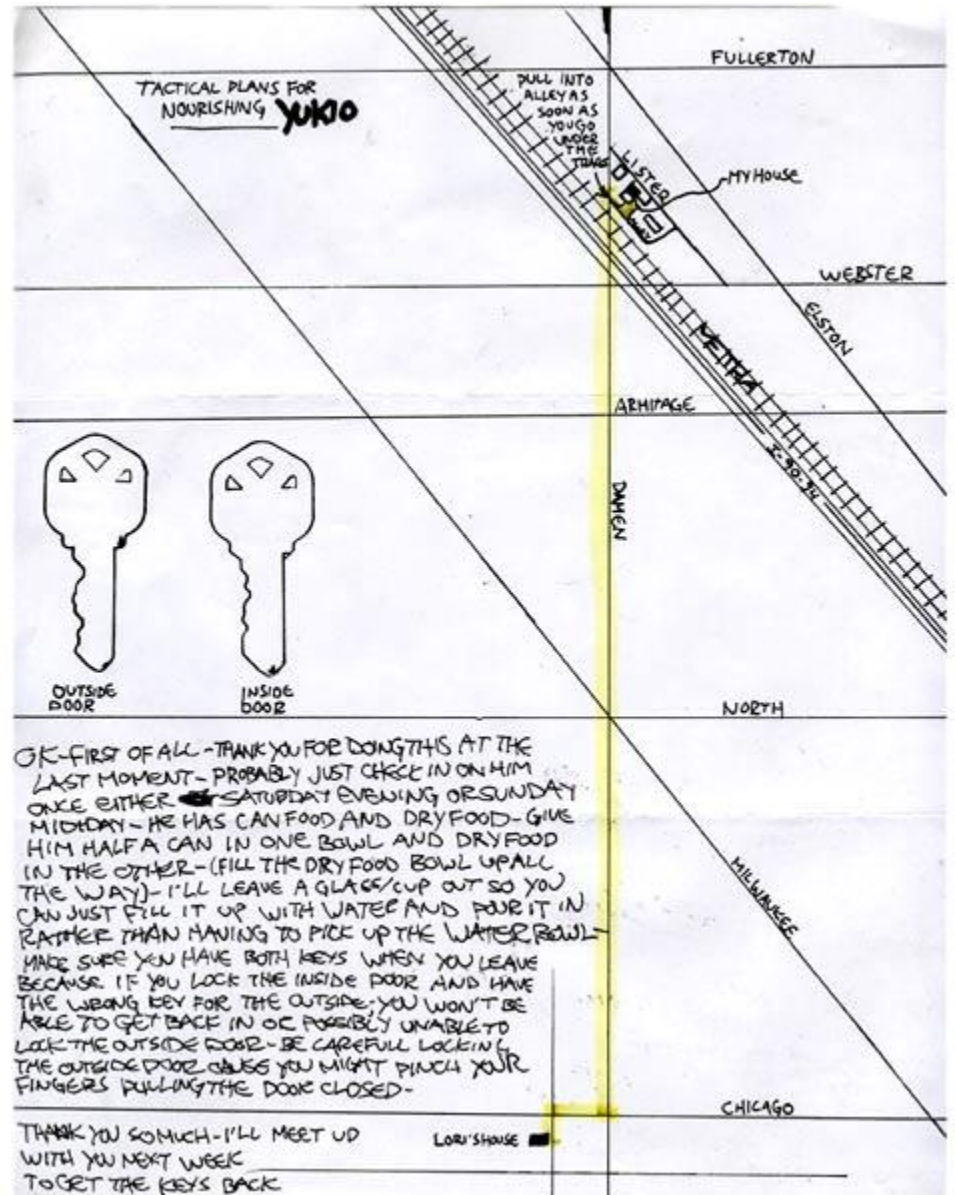 FULLERTON
TACTICAL PLANS FOR
NOURISHING YUKIO
PULL INTO
ALLEY AS
SOON AS
YOU GO
UNDER
THE
TRACKS
LISTER
MY HOUSE
WEBSTER
ELSTON
METRA
ARMITAGE
I-90-94
DAMEN
OUTSIDE
DOOR
INSIDE
DOOR
NORTH
OK-FIRST OF ALL-THANK YOU FOR DOING THIS AT THE
LAST MOMENT-PROBABLY JUST CHECK IN ON HIM
ONCE EITHER SATURDAY EVENING OR SUNDAY
MIDIDAY-HE HAS CAN FOOD AND DRY FOOD-GIVE
HIM HALF A CAN IN ONE BOWL AND DRY FOOD
IN THE OTHER-(FILL THE DRY FOOD BOWL UP ALL
THE WAY)-I'LL LEAVE A GLASS/CUP OUT SO YOU
CAN JUST FILL IT UP WITH WATER AND POUR IT IN
RATHER THAN HAVING TO PICK UP THE WATER BOWL-
MAKE SURE YOU HAVE BOTH KEYS WHEN YOU LEAVE
BECAUSE IF YOU LOCK THE INSIDE DOOR AND HAVE
THE WRONG KEY FOR THE OUTSIDE, YOU WON'T BE
ABLE TO GET BACK IN OR POSSIBLY UNABLE TO
LOCK THE OUTSIDE DOOR-BE CAREFULL LOCKING
THE OUTSIDE DOOR CAUSE YOU MIGHT PINCH YOUR
FINGERS PULLING THE DOOR CLOSED-
MILWAUKEE
CHICAGO
LORI'S HOUSE
THANK YOU SO MUCH-I'LL MEET UP
WITH YOU NEXT WEEK
TO GET THE KEYS BACK